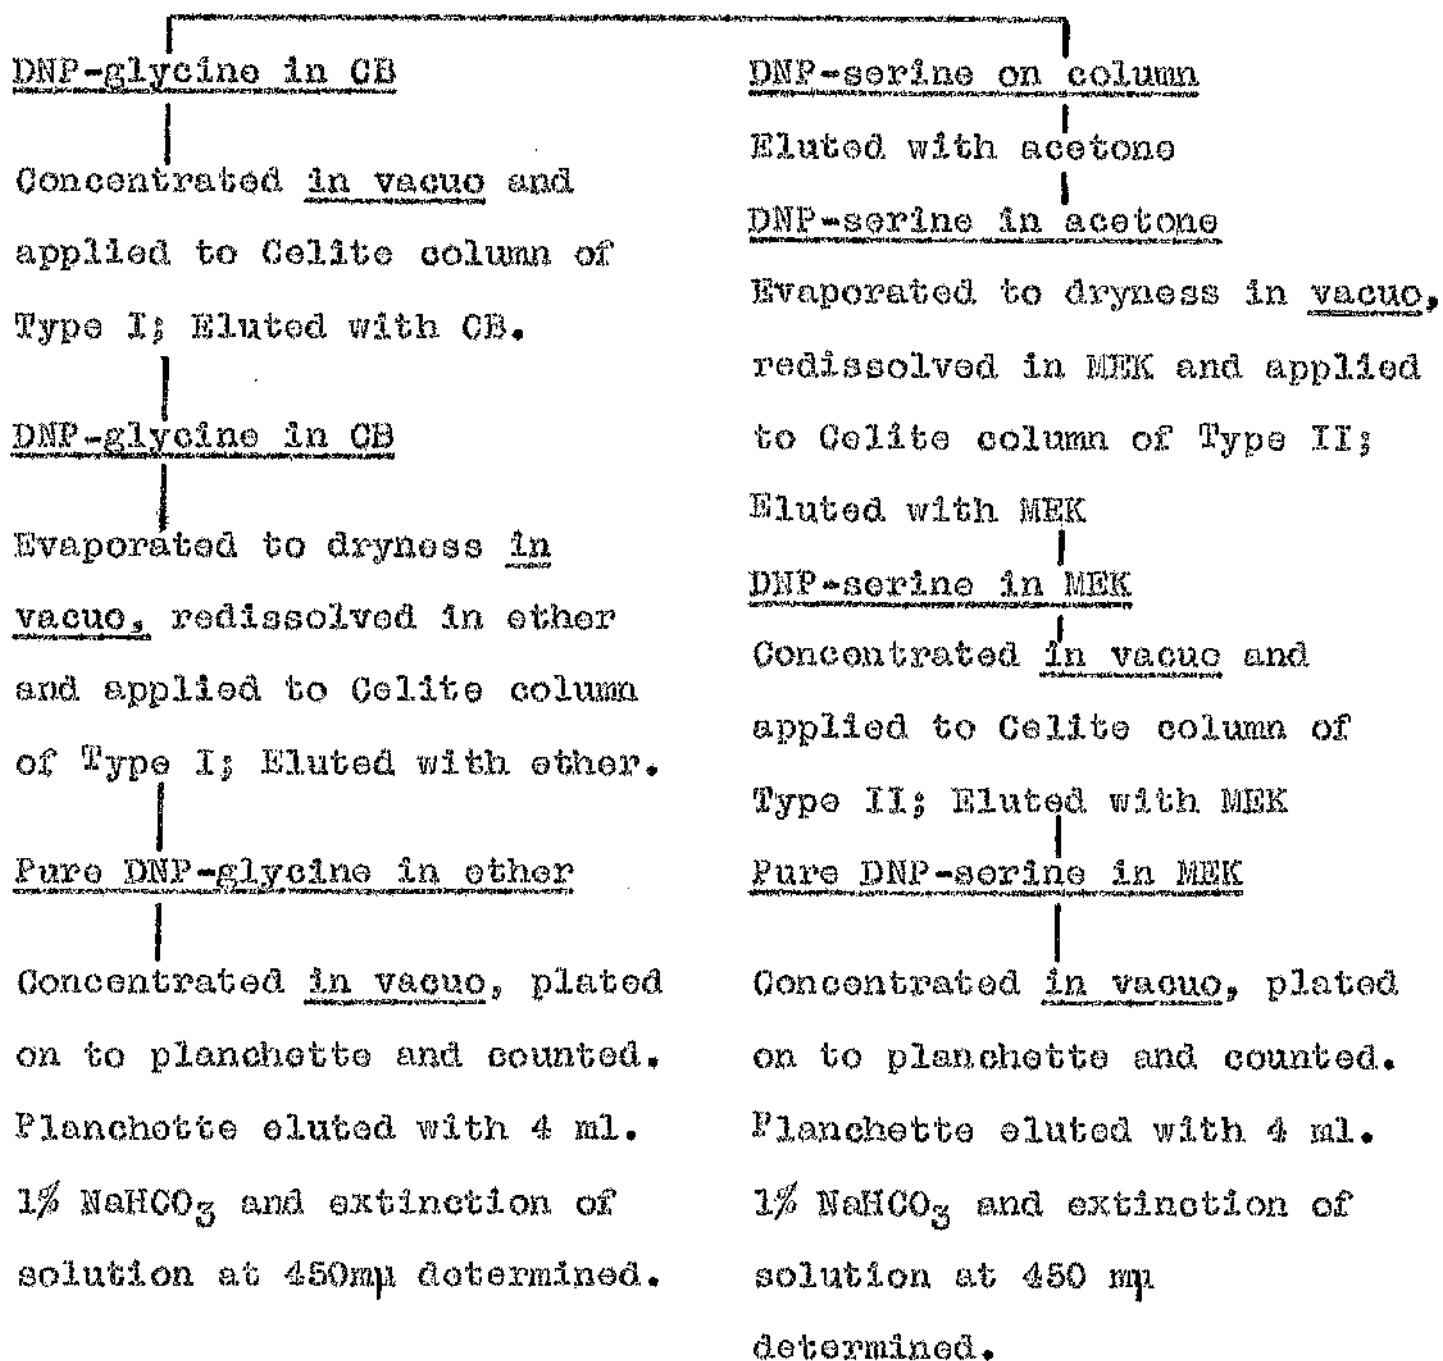 DNP-glycine in CB
Concentrated in vacuo and
applied to Celite column of
Type I; Eluted with CB.
DNP-glycine in CB
Evaporated to dryness in
vacuo, redissolved in ether
and applied to Celite column
of Type I; Eluted with ether.
Pure DNP-glycine in ether
Concentrated in vacuo, plated
on to planchette and counted.
Planchette eluted with 4 ml.
1% NaHCO3 and extinction of
solution at 450mµ determined.
DNP-serine on column
Eluted with acetone
DNP-serine in acetone
Evaporated to dryness in vacuo,
redissolved in MEK and applied
to Celite column of Type II;
Eluted with MEK
DNP-serine in MEK
Concentrated in vacuo and
applied to Celite column of
Type II; Eluted with MEK
Pure DNP-serine in MEK
Concentrated in vacuo, plated
on to planchette and counted.
Planchette eluted with 4 ml.
1% NaHCO3 and extinction of
solution at 450 mµ
determined.